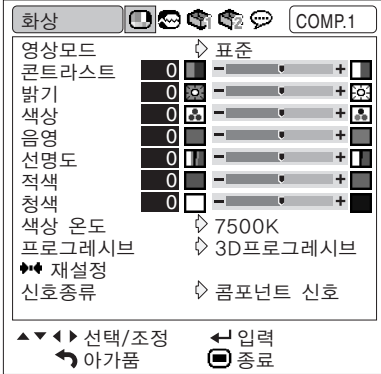 화상 COMP.1
영상모드 표준
콘트라스트 0 - +
밝기 0 - +
색상 0 - +
음영 0 - +
선명도 0 - +
적색 0 - +
청색 0 - +
색상 온도 7500K
프로그레시브 3D프로그레시브
재설정
신호종류 콤포넌트 신호
선택/조정 입력
아가품 종료